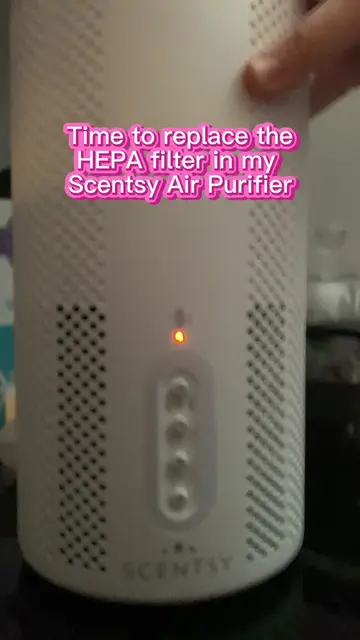 Time to replace the
HEPA filter in my
Scentsy Air Purifier
SCENTSY